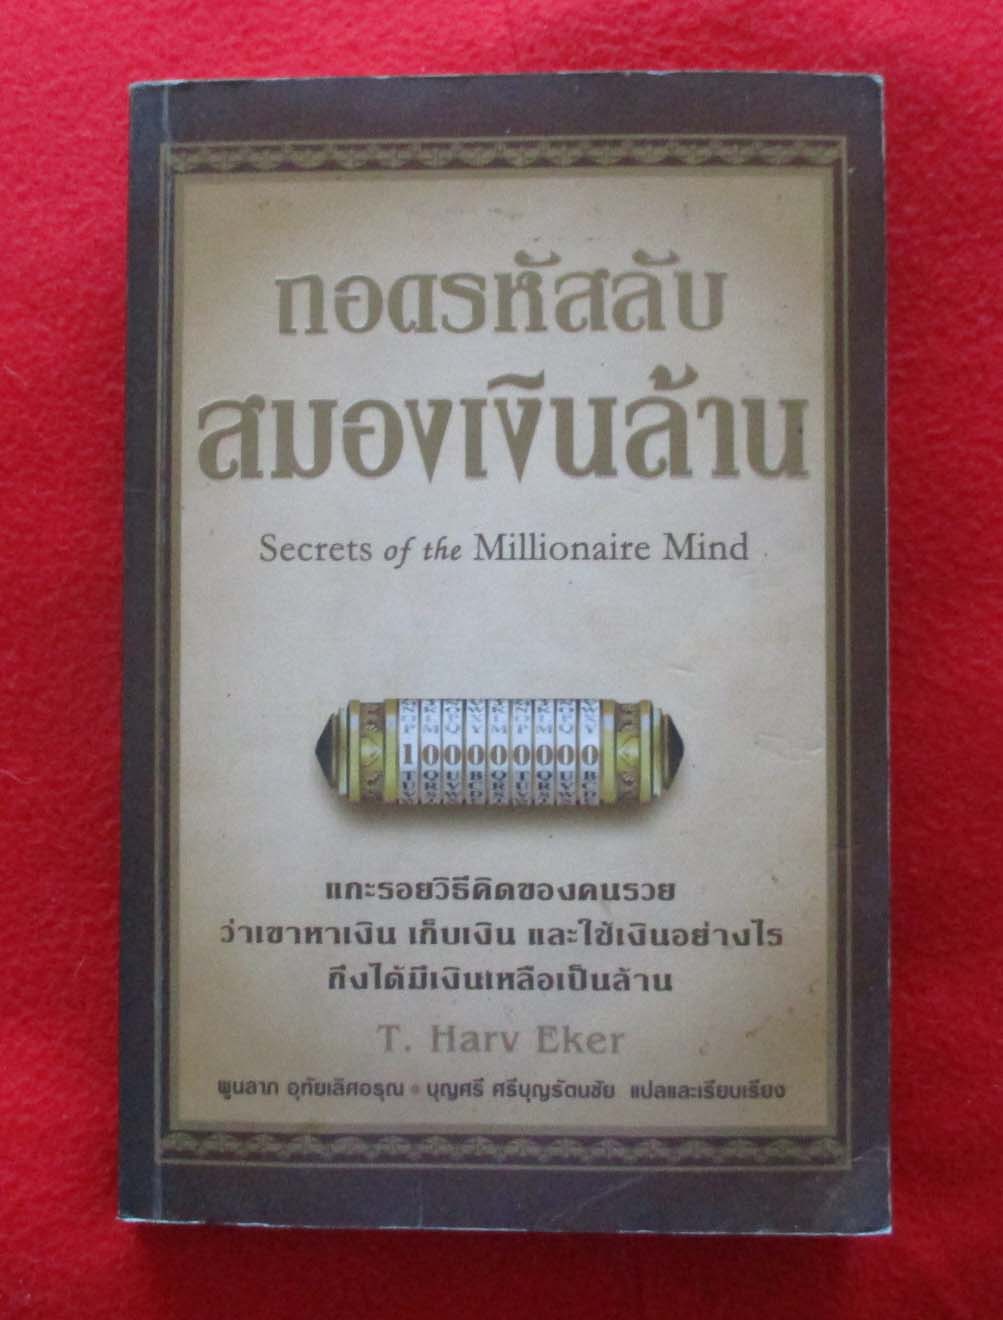 ถอดรหัสลับ
สมองเงินล้าน
Secrets of the Millionaire Mind
100000000
แกะรอยวิธีคิดของคนรวย
ว่าเขาหาเงิน เก็บเงิน และใช้เงินอย่างไร
ถึงได้มีเงินเหลือเป็นล้าน
T. Harv Eker
พูนลาภ อุทัยเลิศอรุณ • บุญศรี ศรีบุญรัตนชัย แปลและเรียบเรียง